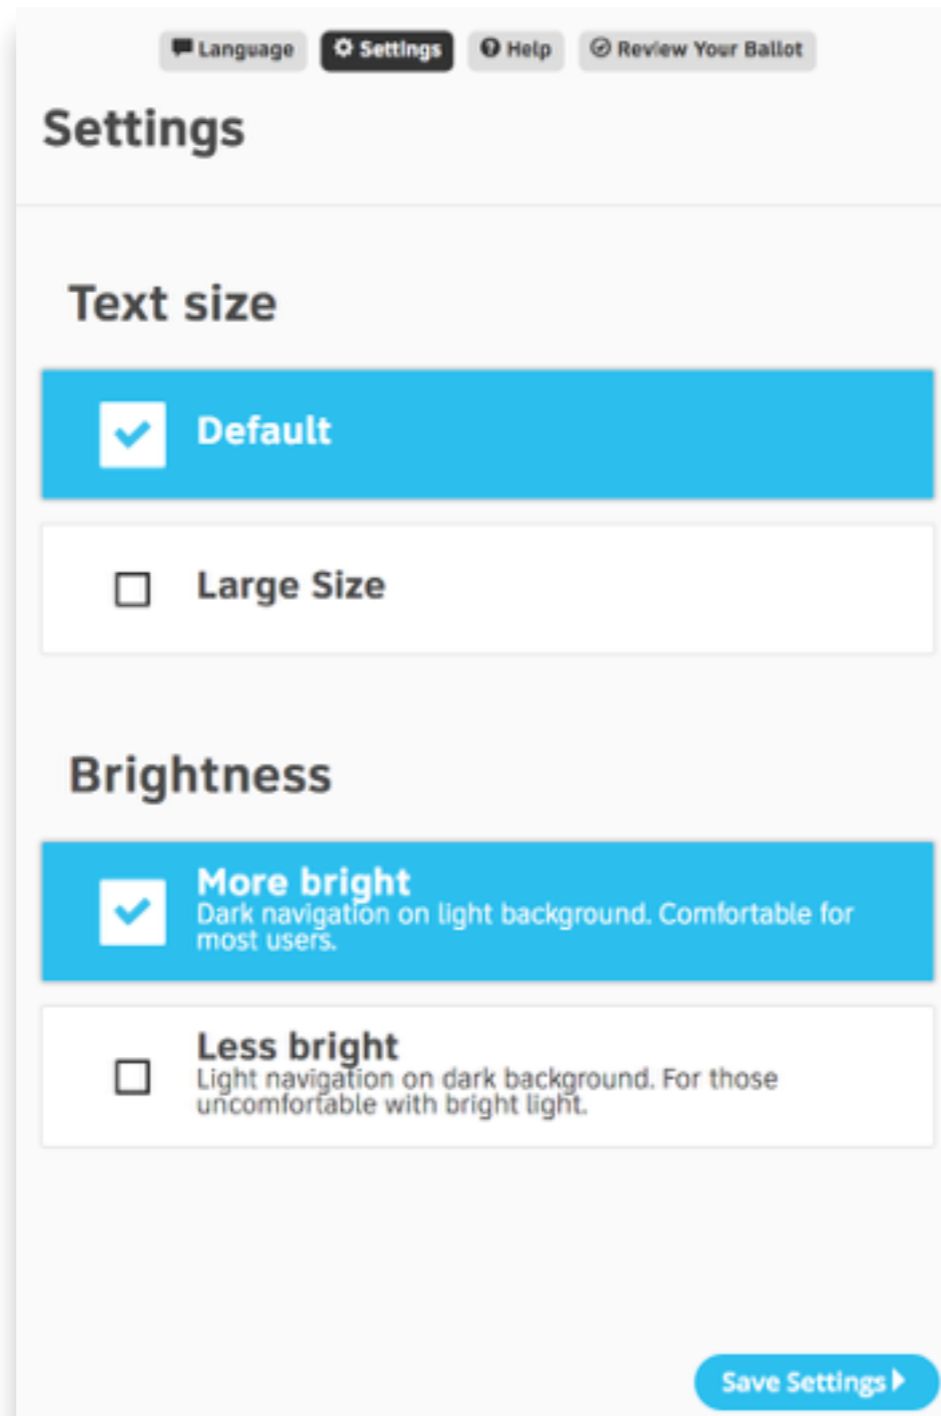 Language Settings Help Review Your Ballot
Settings
Text size
Default
Large Size
Brightness
More bright
Dark navigation on light background. Comfortable for
most users.
Less bright
Light navigation on dark background. For those
uncomfortable with bright light.
Save Settings